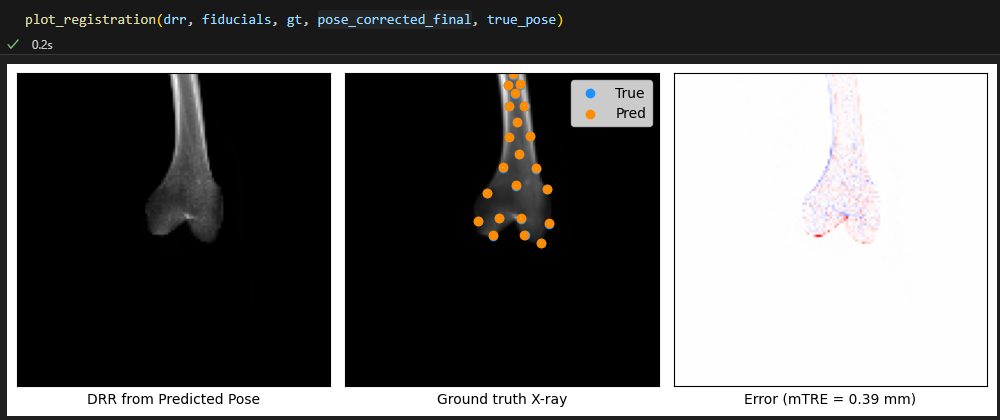 plot_registration(drr, fiducials, gt, pose_corrected_final, true_pose)
0.2s
True
Pred
DRR from Predicted Pose
Ground truth X-ray
Error (mTRE = 0.39 mm)